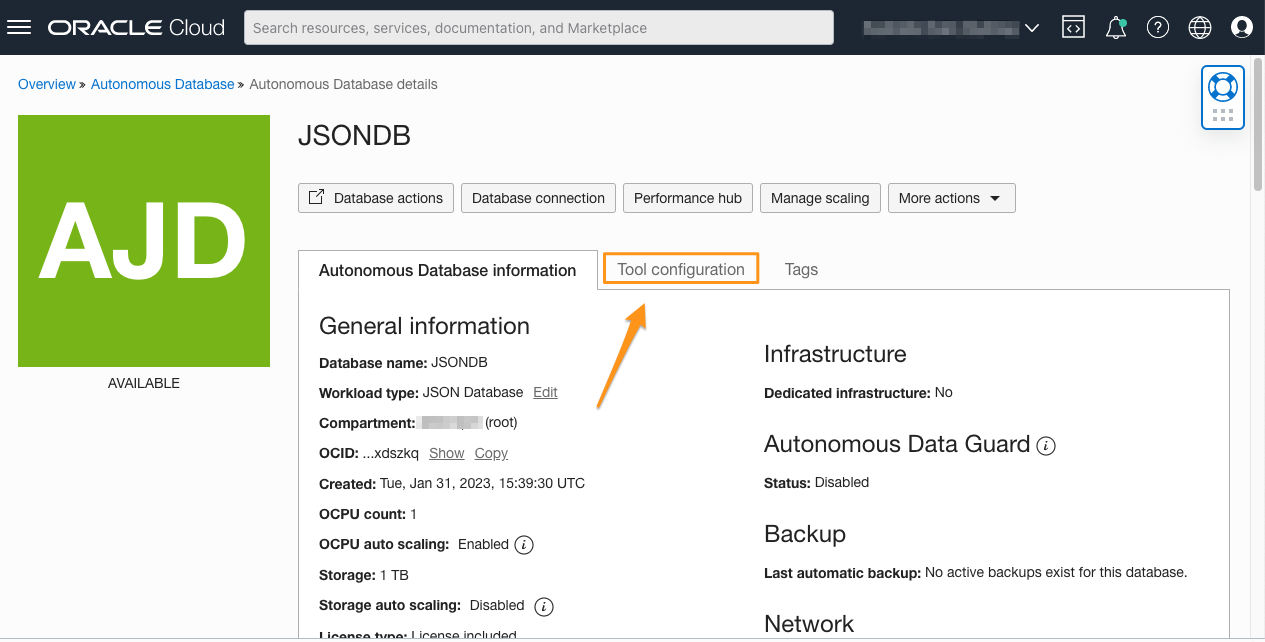 ORACLE Cloud
Search resources, services, documentation, and Marketplace
Overview » Autonomous Database » Autonomous Database details
AJD
AVAILABLE
JSONDB
Database actions
Database connection
Performance hub
Manage scaling
More actions
Autonomous Database information
Tool configuration
Tags
General information
Database name: JSONDB
Workload type: JSON Database Edit
Compartment: (root)
OCID: ...xdszkq Show Copy
Created: Tue, Jan 31, 2023, 15:39:30 UTC
OCPU count: 1
OCPU auto scaling: Enabled
Storage: 1 TB
Storage auto scaling: Disabled
License type: License included
Infrastructure
Dedicated infrastructure: No
Autonomous Data Guard
Status: Disabled
Backup
Last automatic backup: No active backups exist for this database.
Network